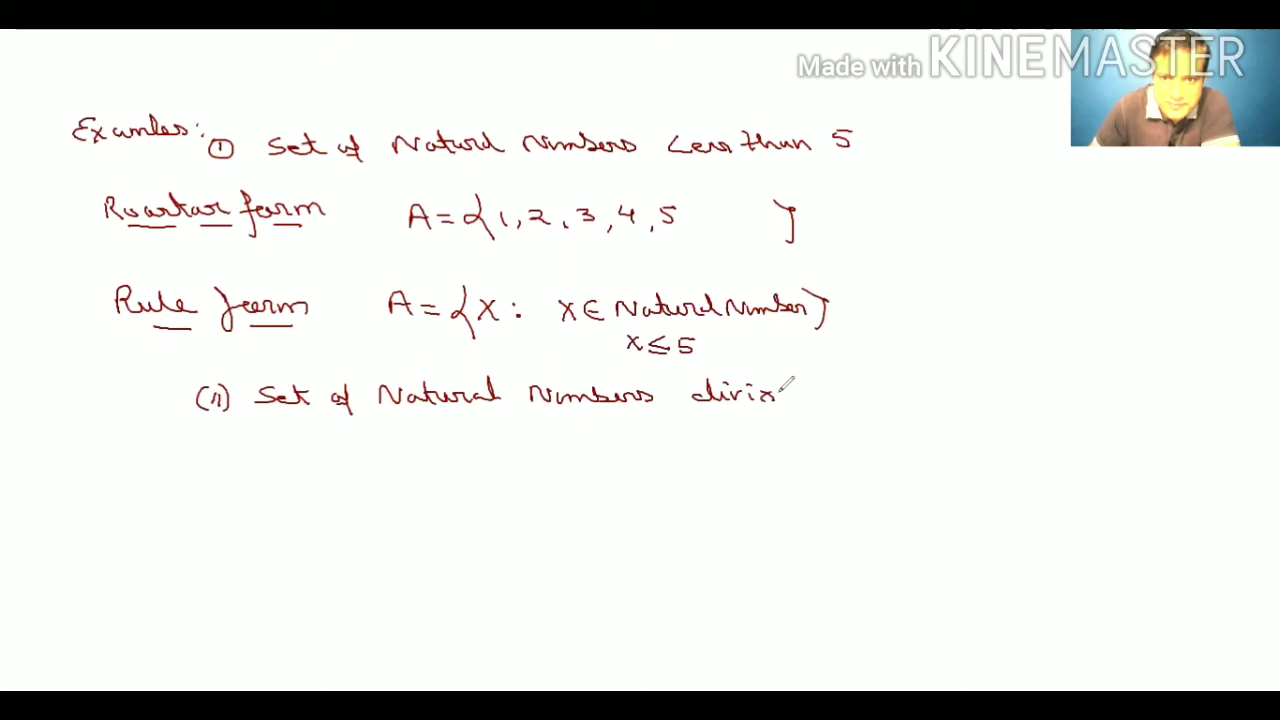 Made with KINEMASTER
Examples: ① Set of Natural Numbers Less than 5
Roaster form A = { 1, 2, 3, 4, 5 }
Rule form A = { x : x ∈ Natural Number }
x ≤ 5
(ii) Set of Natural Numbers